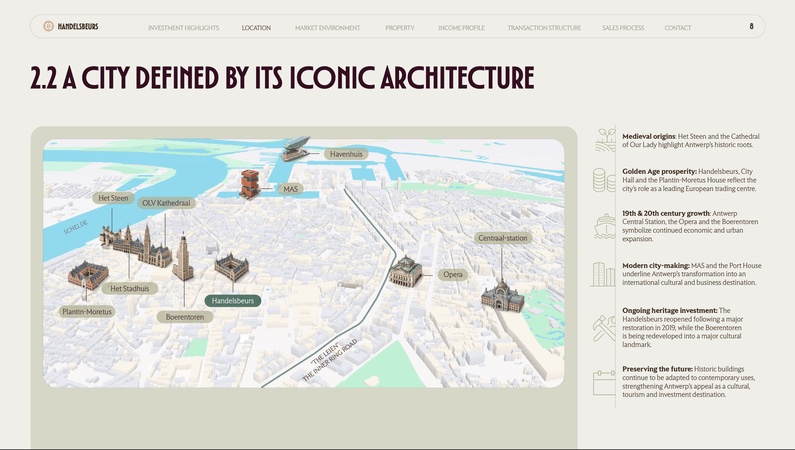 HANDELSBEURS
INVESTMENT HIGHLIGHTS
LOCATION
MARKET ENVIRONMENT
PROPERTY
INCOME PROFILE
TRANSACTION STRUCTURE
SALES PROCESS
CONTACT
8
2.2 A CITY DEFINED BY ITS ICONIC ARCHITECTURE
Havenhuis
MAS
Het Steen
OLV Kathedraal
SCHELDE
Centraal-station
Opera
Het Stadhuis
Handelsbeurs
Plantin-Moretus
Boerentoren
"THE LEIEN"
THE INNER RING ROAD
Medieval origins: Het Steen and the Cathedral
of Our Lady highlight Antwerp's historic roots.
Golden Age prosperity: Handelsbeurs, City
Hall and the Plantin-Moretus House reflect the
city's role as a leading European trading centre.
19th & 20th century growth: Antwerp
Central Station, the Opera and the Boerentoren
symbolize continued economic and urban
expansion.
Modern city-making: MAS and the Port House
underline Antwerp's transformation into an
international cultural and business destination.
Ongoing heritage investment: The
Handelsbeurs reopened following a major
restoration in 2019, while the Boerentoren
is being redeveloped into a major cultural
landmark.
Preserving the future: Historic buildings
continue to be adapted to contemporary uses,
strengthening Antwerp's appeal as a cultural,
tourism and investment destination.